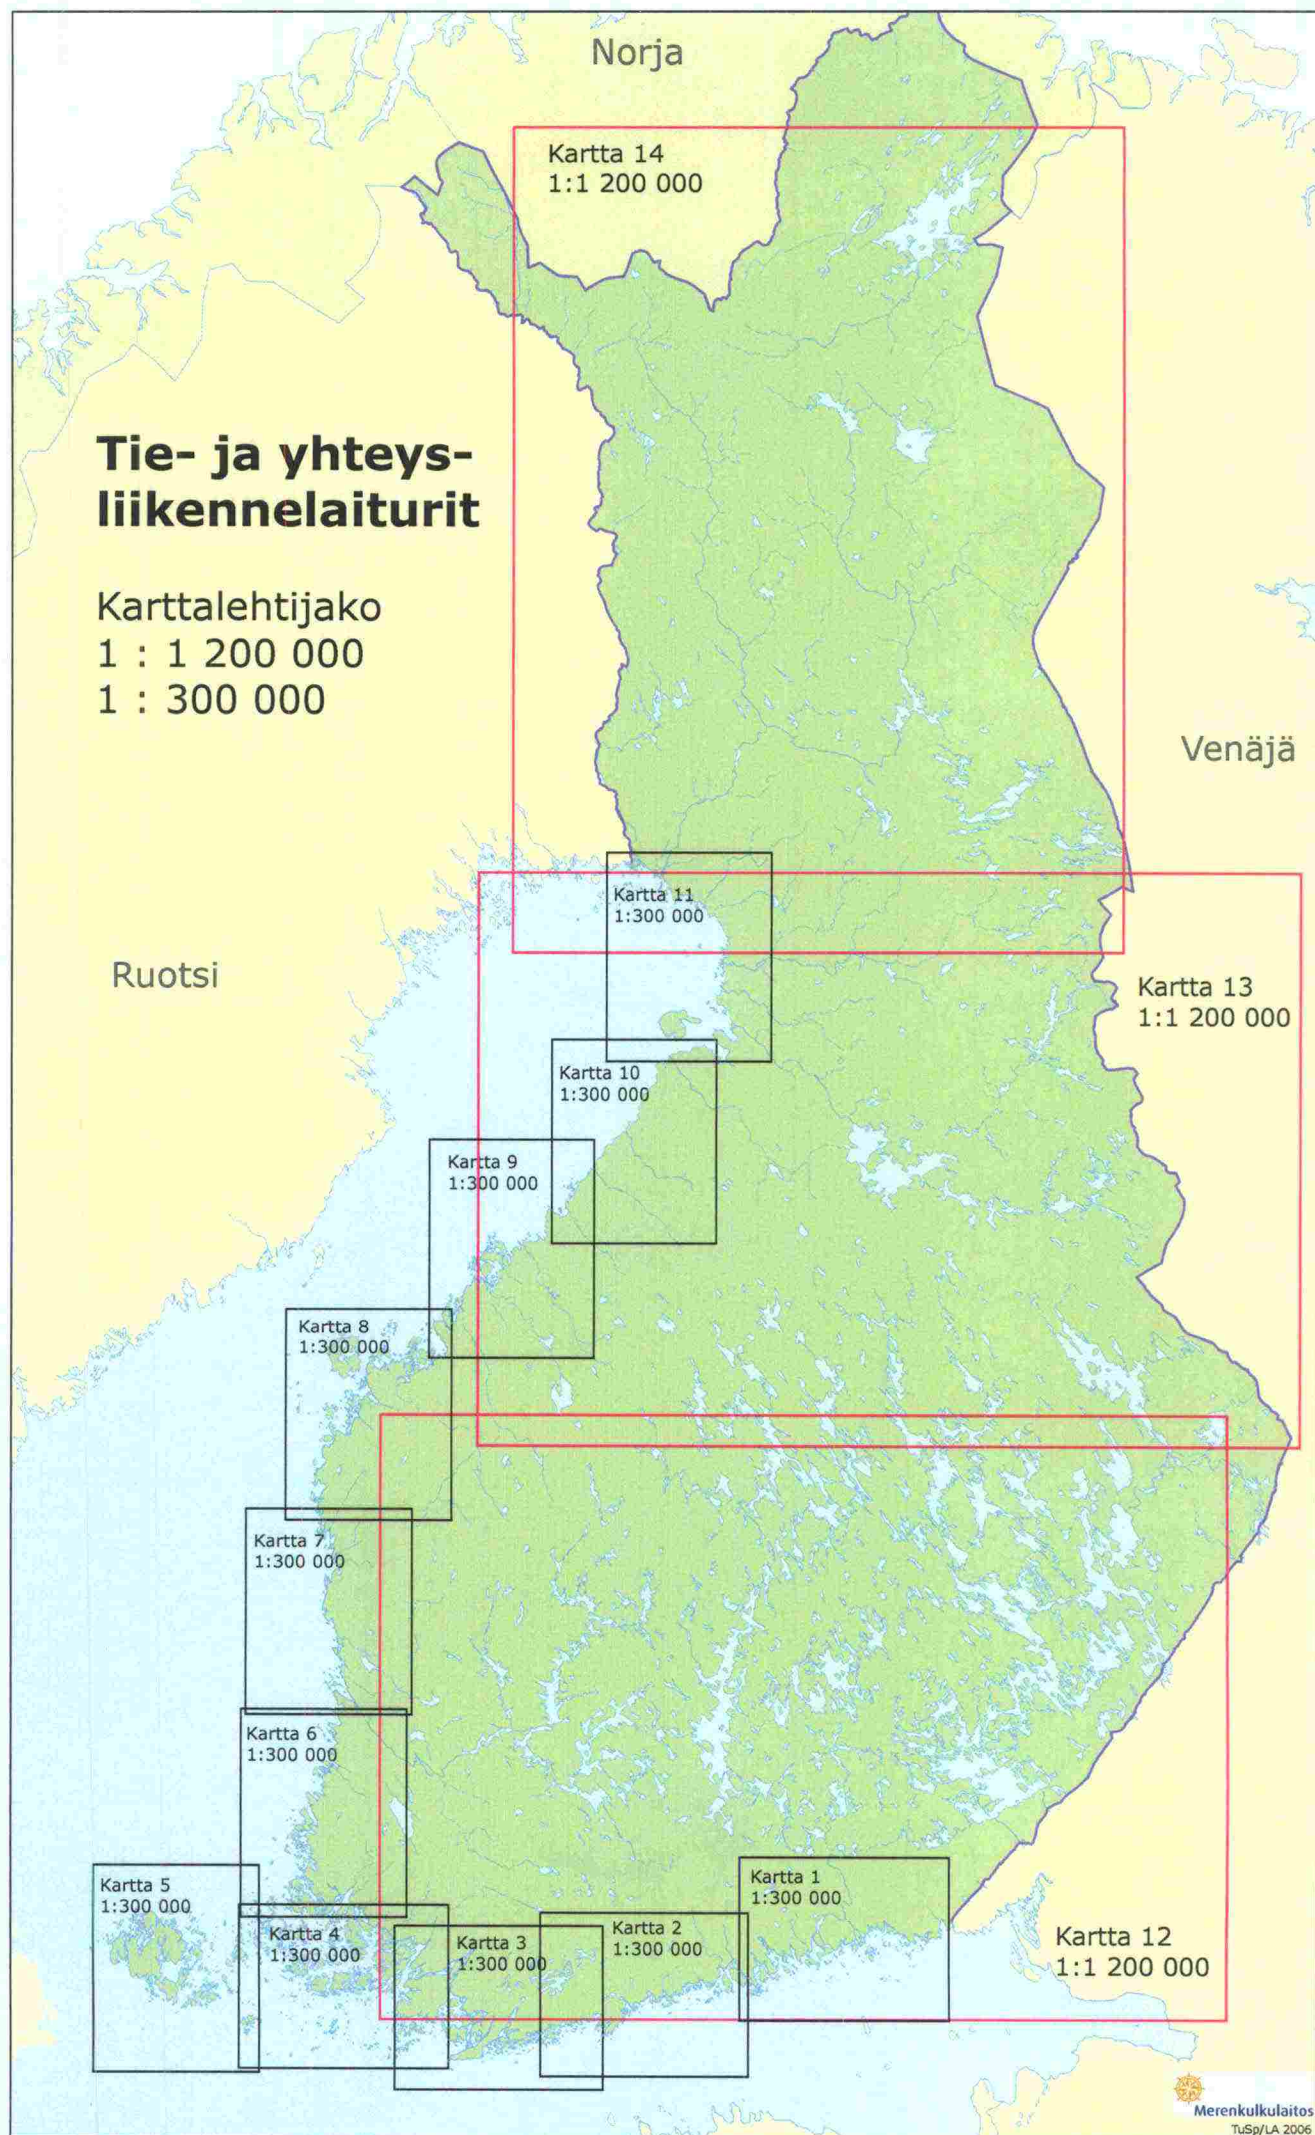 Norja
Kartta 14
1:1 200 000
Tie- ja yhteys-
liikennelaiturit
Karttalehtijako
1 : 1 200 000
1 : 300 000
Venäjä
Kartta 11
1:300 000
Ruotsi
Kartta 13
1:1 200 000
Kartta 10
1:300 000
Kartta 9
1:300 000
Kartta 8
1:300 000
Kartta 7
1:300 000
Kartta 6
1:300 000
Kartta 5
1:300 000
Kartta 4
1:300 000
Kartta 3
1:300 000
Kartta 2
1:300 000
Kartta 1
1:300 000
Kartta 12
1:1 200 000
Merenkulkulaitos
TuSp/LA 2006